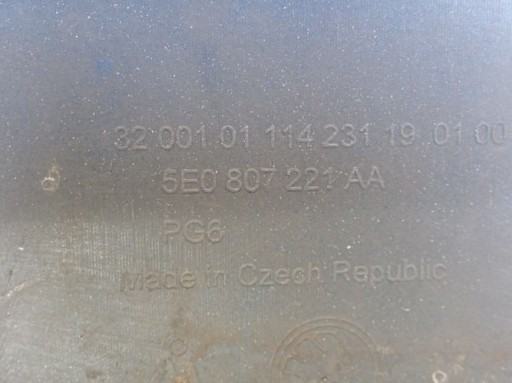 32 001 01 114 231 19 01 00
5E0 807 221 AA
PG6
Made in Czech Republic